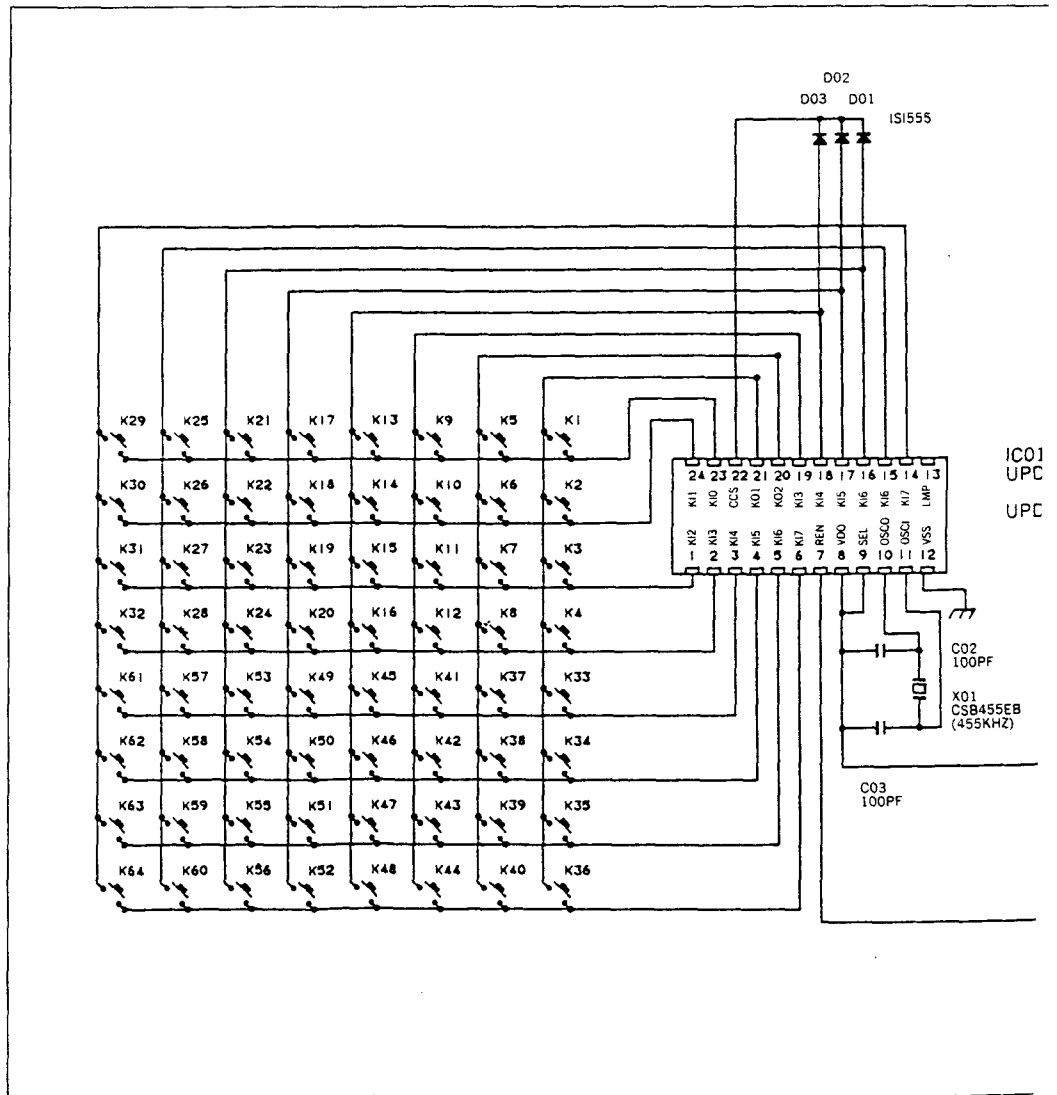 D02
D03 D01
1S1555
K29 K25 K21 K17 K13 K9 K5 K1
K30 K26 K22 K18 K14 K10 K6 K2
K31 K27 K23 K19 K15 K11 K7 K3
K32 K28 K24 K20 K16 K12 K8 K4
K61 K57 K53 K49 K45 K41 K37 K33
K62 K58 K54 K50 K46 K42 K38 K34
K63 K59 K55 K51 K47 K43 K39 K35
K64 K60 K56 K52 K48 K44 K40 K36
24 23 22 21 20 19 18 17 16 15 14 13
KI1 KI0 CCS KO1 KO2 KI3 KI4 KI5 KI6 KI6 KI7 LMP
KI2 KI3 KI4 KI5 KI6 KI7 REN VDO SEL OSCO OSCI VSS
1 2 3 4 5 6 7 8 9 10 11 12
IC01
UPD
UPD
C02
100PF
X01
CSB455EB
(455KHZ)
C03
100PF